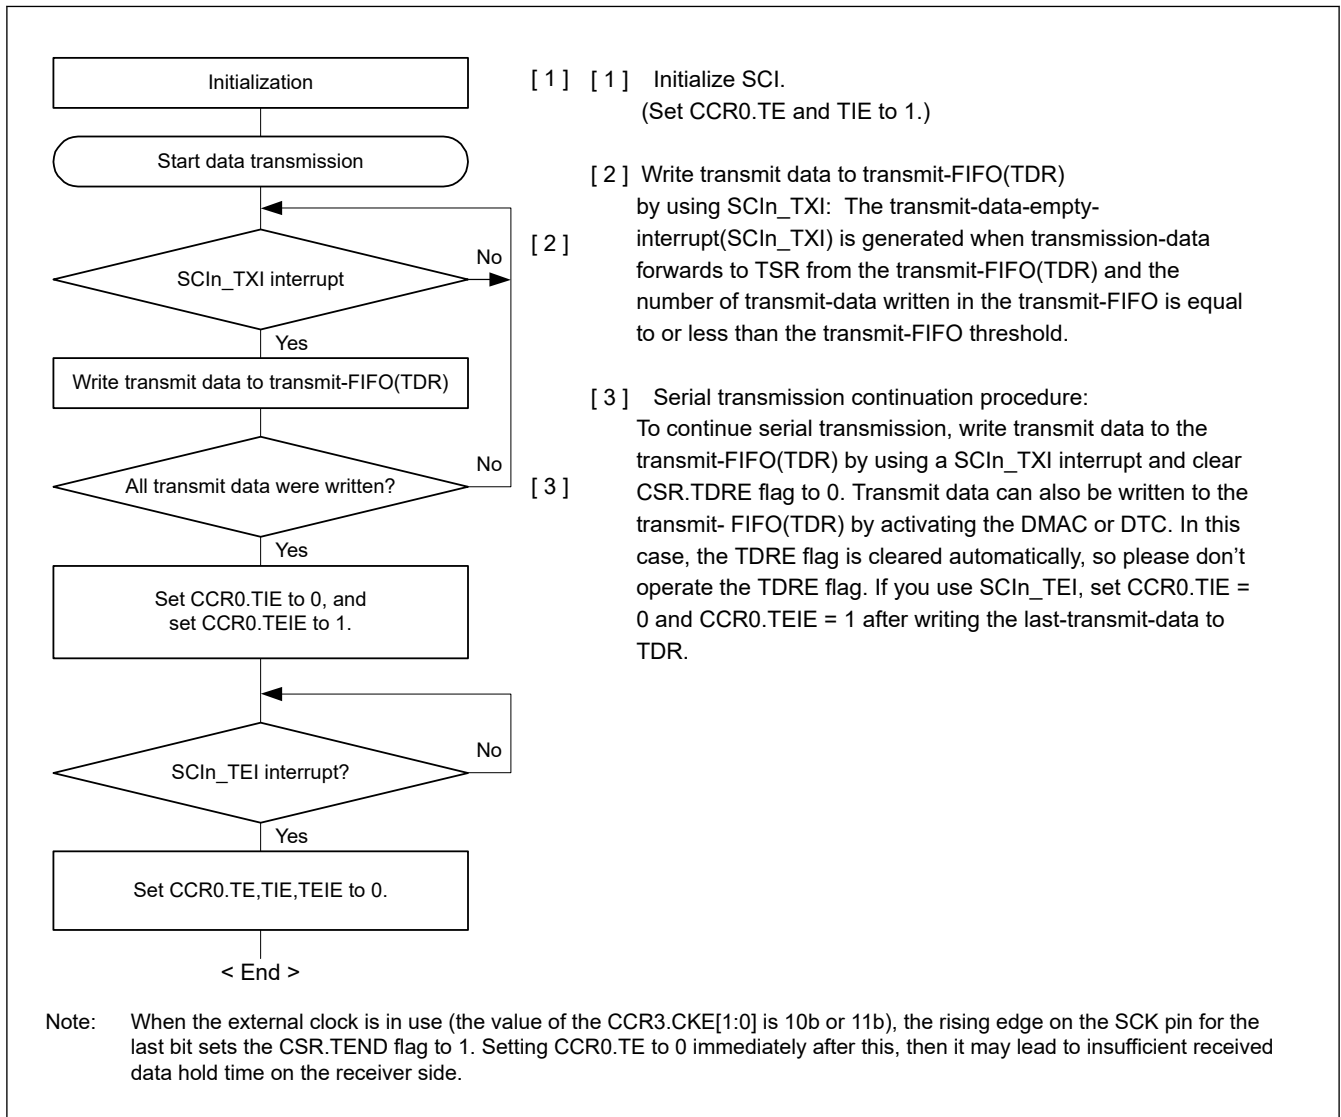 Initialization
[ 1 ]
Start data transmission
SCIn_TXI interrupt
No
[ 2 ]
Yes
Write transmit data to transmit-FIFO(TDR)
All transmit data were written?
No
[ 3 ]
Yes
Set CCR0.TIE to 0, and
set CCR0.TEIE to 1.
SCIn_TEI interrupt?
No
Yes
Set CCR0.TE,TIE,TEIE to 0.
< End >
[ 1 ] Initialize SCI.
(Set CCR0.TE and TIE to 1.)
[ 2 ] Write transmit data to transmit-FIFO(TDR)
by using SCIn_TXI: The transmit-data-empty-
interrupt(SCIn_TXI) is generated when transmission-data
forwards to TSR from the transmit-FIFO(TDR) and the
number of transmit-data written in the transmit-FIFO is equal
to or less than the transmit-FIFO threshold.
[ 3 ] Serial transmission continuation procedure:
To continue serial transmission, write transmit data to the
transmit-FIFO(TDR) by using a SCIn_TXI interrupt and clear
CSR.TDRE flag to 0. Transmit data can also be written to the
transmit- FIFO(TDR) by activating the DMAC or DTC. In this
case, the TDRE flag is cleared automatically, so please don't
operate the TDRE flag. If you use SCIn_TEI, set CCR0.TIE =
0 and CCR0.TEIE = 1 after writing the last-transmit-data to
TDR.
Note: When the external clock is in use (the value of the CCR3.CKE[1:0] is 10b or 11b), the rising edge on the SCK pin for the
last bit sets the CSR.TEND flag to 1. Setting CCR0.TE to 0 immediately after this, then it may lead to insufficient received
data hold time on the receiver side.